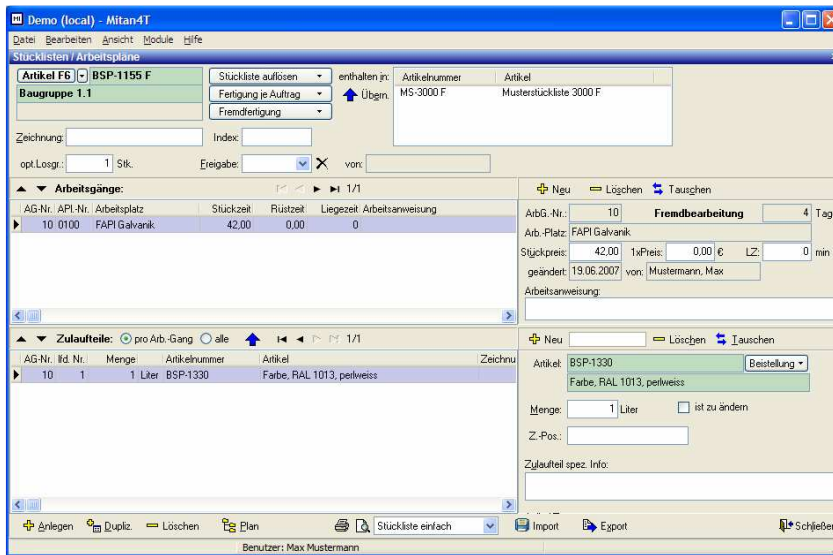 Demo (local) - Mitan4T
Datei Bearbeiten Ansicht Module Hilfe
Stücklisten / Arbeitspläne
Artikel F6 BSP-1155 F Stückliste auflösen enthalten in: Artikelnummer Artikel
Baugruppe 1.1 Fertigung je Auftrag Übern. MS-3000 F Musterstückliste 3000 F
Fremdfertigung
Zeichnung: Index:
opt.Losgr.: 1 Stk. Freigabe: von:
Arbeitsgänge: 1/1 Neu Löschen Tauschen
AG-Nr. APl.-Nr. Arbeitsplatz Stückzeit Rüstzeit Liegezeit Arbeitsanweisung
10 0100 FAPI Galvanik 42,00 0,00 0
ArbG.-Nr.: 10 Fremdbearbeitung 4 Tag
Arb.-Platz: FAPI Galvanik
Stückpreis: 42,00 1xPreis: 0,00 € LZ: 0 min
geändert: 19.06.2007 von: Mustermann, Max
Arbeitsanweisung:
Zulaufteile: pro Arb.-Gang alle 1/1 Neu Löschen Tauschen
AG-Nr. lfd. Nr. Menge Artikelnummer Artikel Zeichnu
10 1 1 Liter BSP-1330 Farbe, RAL 1013, perlweiss
Artikel: BSP-1330 Beistellung
Farbe, RAL 1013, perlweiss
Menge: 1 Liter ist zu ändern
Z.-Pos.:
Zulaufteil spez. Info:
Anlegen Dupliz. Löschen Plan Stückliste einfach Import Export Schließen
Benutzer: Max Mustermann